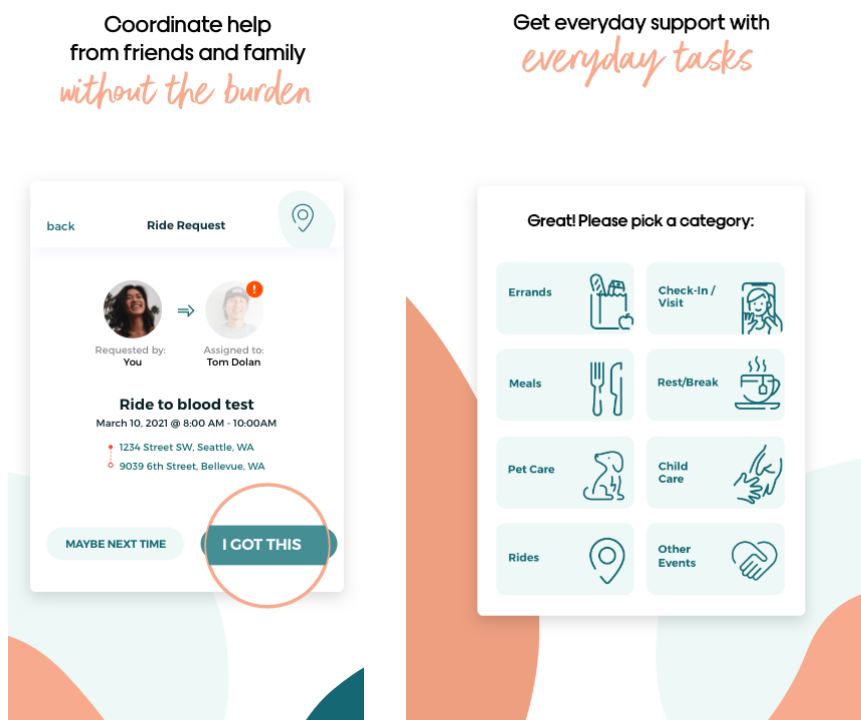 Coordinate help
from friends and family
without the burden
back
Ride Request
!
Requested by:
You
Assigned to:
Tom Dolan
Ride to blood test
March 10, 2021 @ 8:00 AM - 10:00AM
1234 Street SW, Seattle, WA
9039 6th Street, Bellevue, WA
MAYBE NEXT TIME
I GOT THIS
Get everyday support with
everyday tasks
Great! Please pick a category:
Errands
Check-In /
Visit
Meals
Rest/Break
Pet Care
Child
Care
Rides
Other
Events